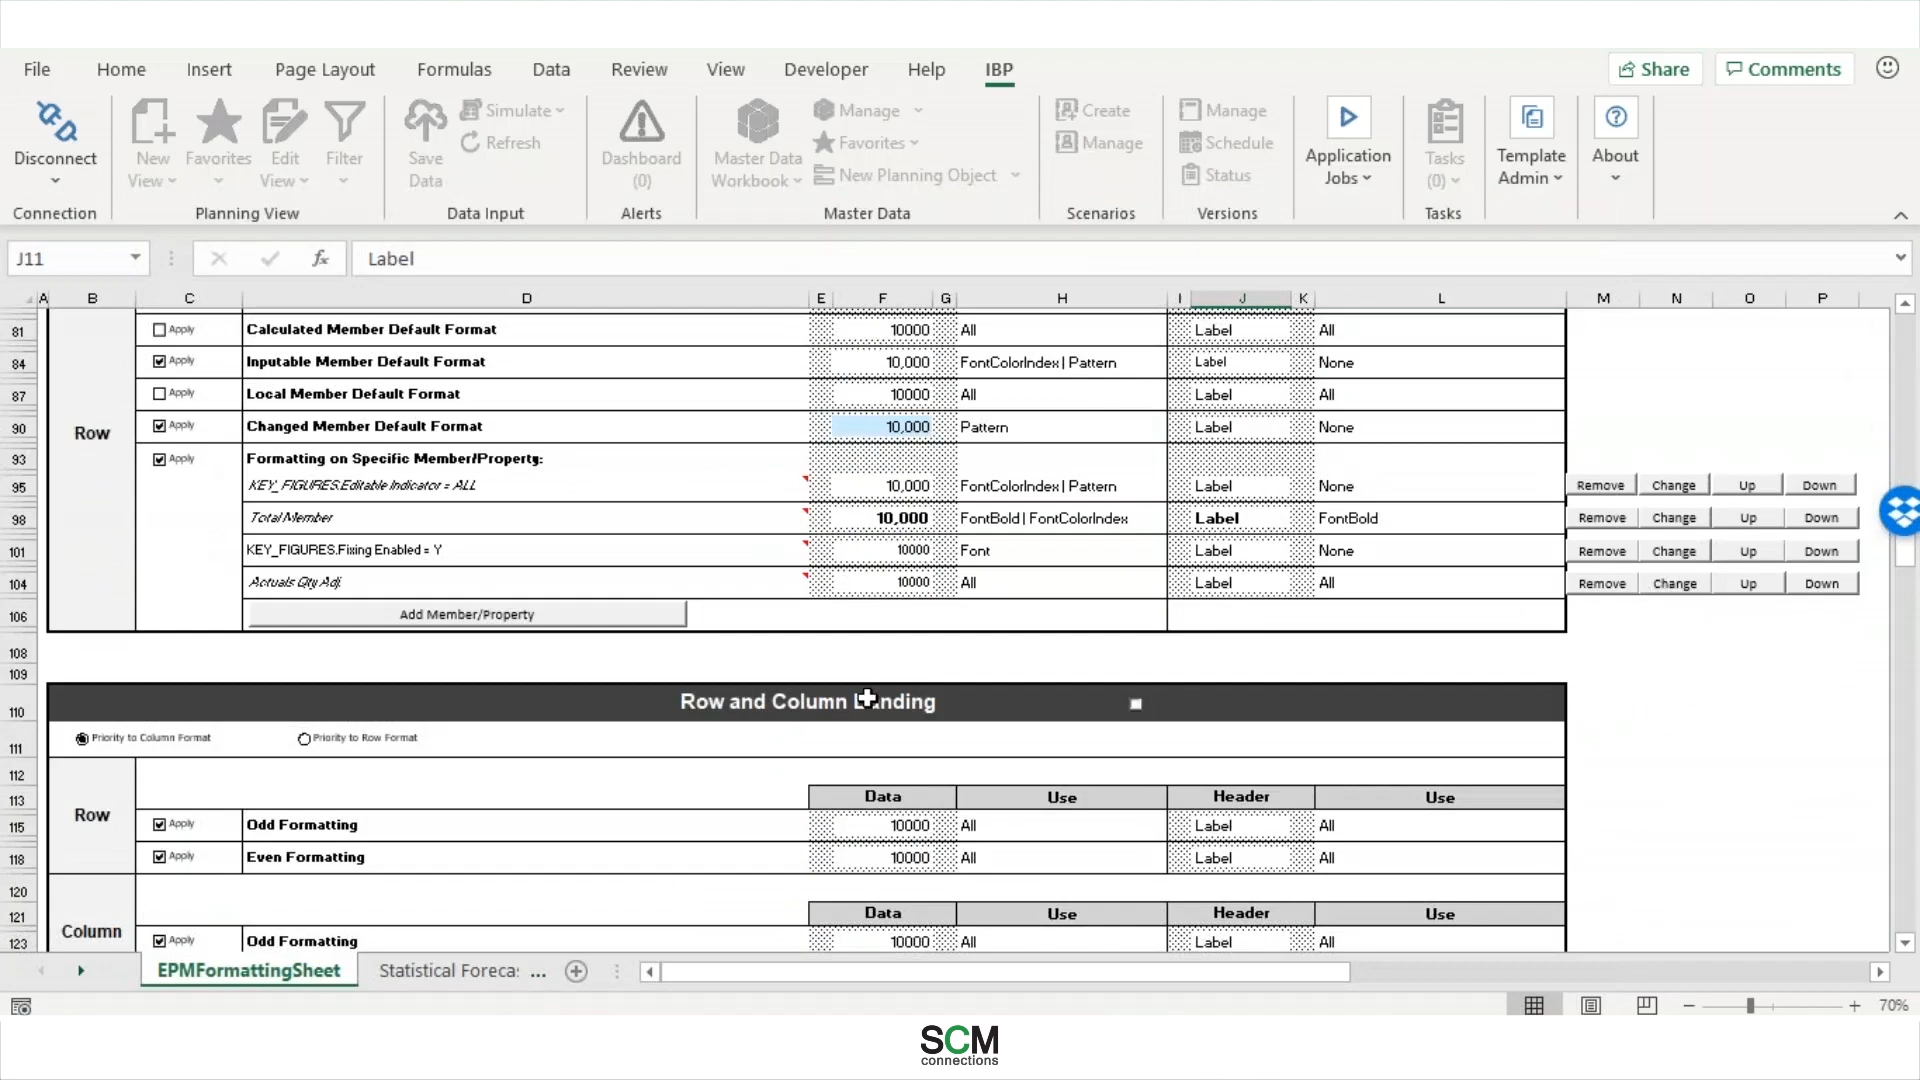 File Home Insert Page Layout Formulas Data Review View Developer Help IBP Share Comments
Disconnect New View Favorites Edit View Filter Save Data Simulate Refresh Dashboard (0) Master Data Workbook Manage Favorites New Planning Object Create Manage Manage Schedule Status Application Jobs Tasks (0) Template Admin About
Connection Planning View Data Input Alerts Master Data Scenarios Versions Tasks
J11 fx Label
A B C D E F G H I J K L M N O P
81 Apply Calculated Member Default Format 10000 All Label All
84 Apply Inputable Member Default Format 10,000 FontColorIndex | Pattern Label None
87 Apply Local Member Default Format 10000 All Label All
90 Row Apply Changed Member Default Format 10,000 Pattern Label None
93 Apply Formatting on Specific Member/Property:
95 KEY_FIGURES.Editable Indicator = ALL 10,000 FontColorIndex | Pattern Label None Remove Change Up Down
98 Total Member 10,000 FontBold | FontColorIndex Label FontBold Remove Change Up Down
101 KEY_FIGURES.Fixing Enabled = Y 10000 Font Label None Remove Change Up Down
104 Actuals Qty Adj. 10000 All Label All Remove Change Up Down
106 Add Member/Property
108
109
110 Row and Column
111 Priority to Column Format Priority to Row Format
112
113 Data Use Header Use
115 Row Apply Odd Formatting 10000 All Label All
118 Apply Even Formatting 10000 All Label All
120
121 Data Use Header Use
123 Column Apply Odd Formatting 10000 All Label All
EPMFormattingSheet Statistical Foreca: ...
70%
SCM
connections